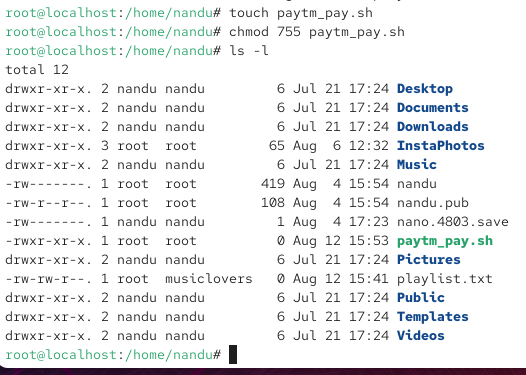 root@localhost:/home/nandu# touch paytm_pay.sh
root@localhost:/home/nandu# chmod 755 paytm_pay.sh
root@localhost:/home/nandu# ls -l
total 12
drwxr-xr-x. 2 nandu nandu 6 Jul 21 17:24 Desktop
drwxr-xr-x. 2 nandu nandu 6 Jul 21 17:24 Documents
drwxr-xr-x. 2 nandu nandu 6 Jul 21 17:24 Downloads
drwxr-xr-x. 3 root root 65 Aug 6 12:32 InstaPhotos
drwxr-xr-x. 2 nandu nandu 6 Jul 21 17:24 Music
-rw-------. 1 root root 419 Aug 4 15:54 nandu
-rw-r--r--. 1 root root 108 Aug 4 15:54 nandu.pub
-rw-------. 1 nandu nandu 1 Aug 4 17:23 nano.4803.save
-rwxr-xr-x. 1 root root 0 Aug 12 15:53 paytm_pay.sh
drwxr-xr-x. 2 nandu nandu 6 Jul 21 17:24 Pictures
-rw-rw-r--. 1 root musiclovers 0 Aug 12 15:41 playlist.txt
drwxr-xr-x. 2 nandu nandu 6 Jul 21 17:24 Public
drwxr-xr-x. 2 nandu nandu 6 Jul 21 17:24 Templates
drwxr-xr-x. 2 nandu nandu 6 Jul 21 17:24 Videos
root@localhost:/home/nandu#